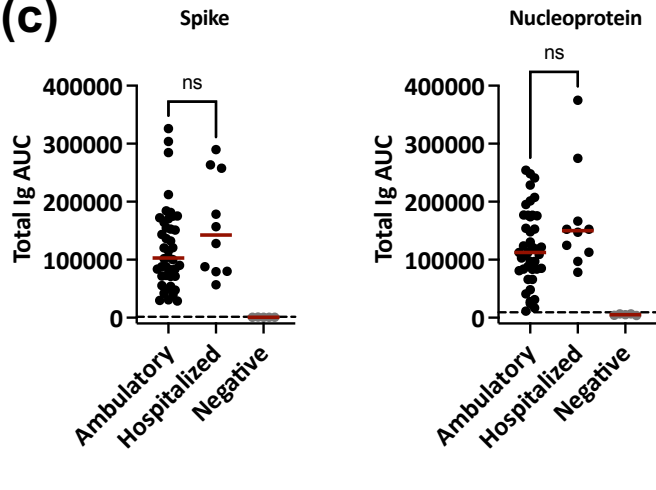 (c)
Spike
ns
Total Ig AUC
400000
300000
200000
100000
0
Ambulatory
Hospitalized
Negative
Nucleoprotein
ns
Total Ig AUC
400000
300000
200000
100000
0
Ambulatory
Hospitalized
Negative